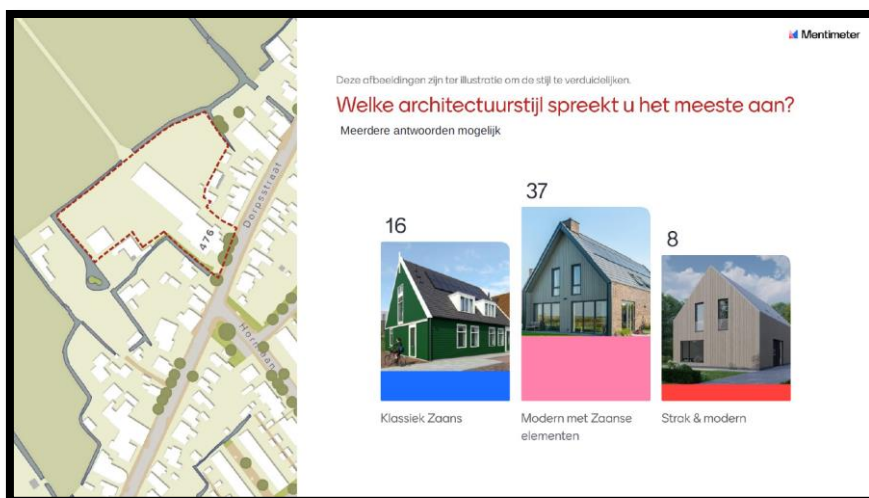 Mentimeter
Deze afbeeldingen zijn ter illustratie om de stijl te verduidelijken.
Welke architectuurstijl spreekt u het meeste aan?
Meerdere antwoorden mogelijk
16
37
8
Klassiek Zaans
Modern met Zaanse
elementen
Strak & modern
Dorpsstraat
476